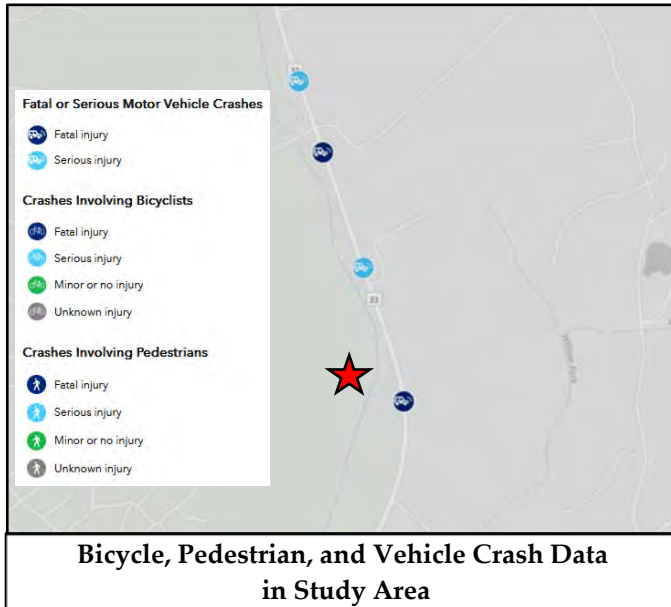 Fatal or Serious Motor Vehicle Crashes
Fatal injury
Serious injury
Crashes Involving Bicyclists
Fatal injury
Serious injury
Minor or no injury
Unknown injury
Crashes Involving Pedestrians
Fatal injury
Serious injury
Minor or no injury
Unknown injury
33
Willow Park
Bicycle, Pedestrian, and Vehicle Crash Data
in Study Area